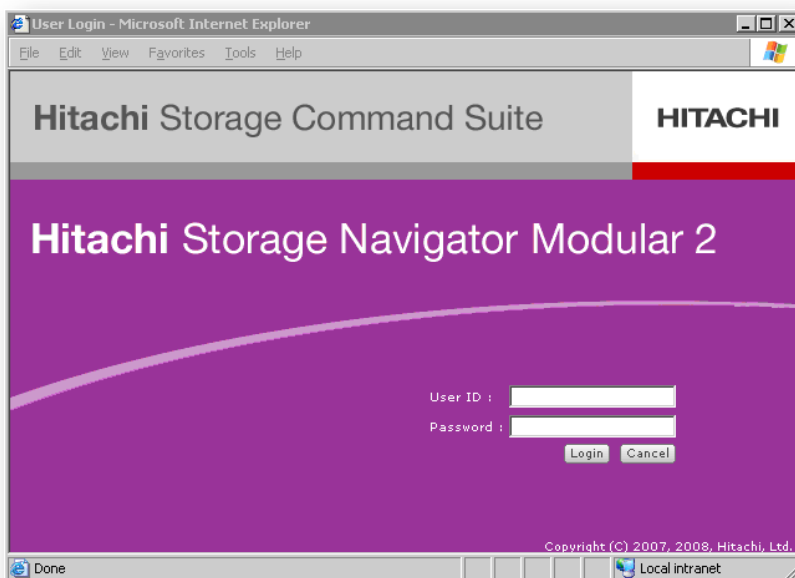 User Login - Microsoft Internet Explorer
File Edit View Favorites Tools Help
Hitachi Storage Command Suite
HITACHI
Hitachi Storage Navigator Modular 2
User ID :
Password :
Login Cancel
Copyright (C) 2007, 2008, Hitachi, Ltd.
Done
Local intranet